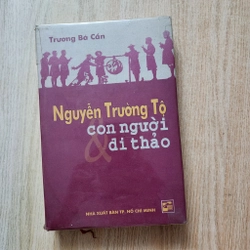 Trương Bá Cần
Nguyễn Trường Tộ
con người
& di thảo
NHÀ XUẤT BẢN TP. HỒ CHÍ MINH